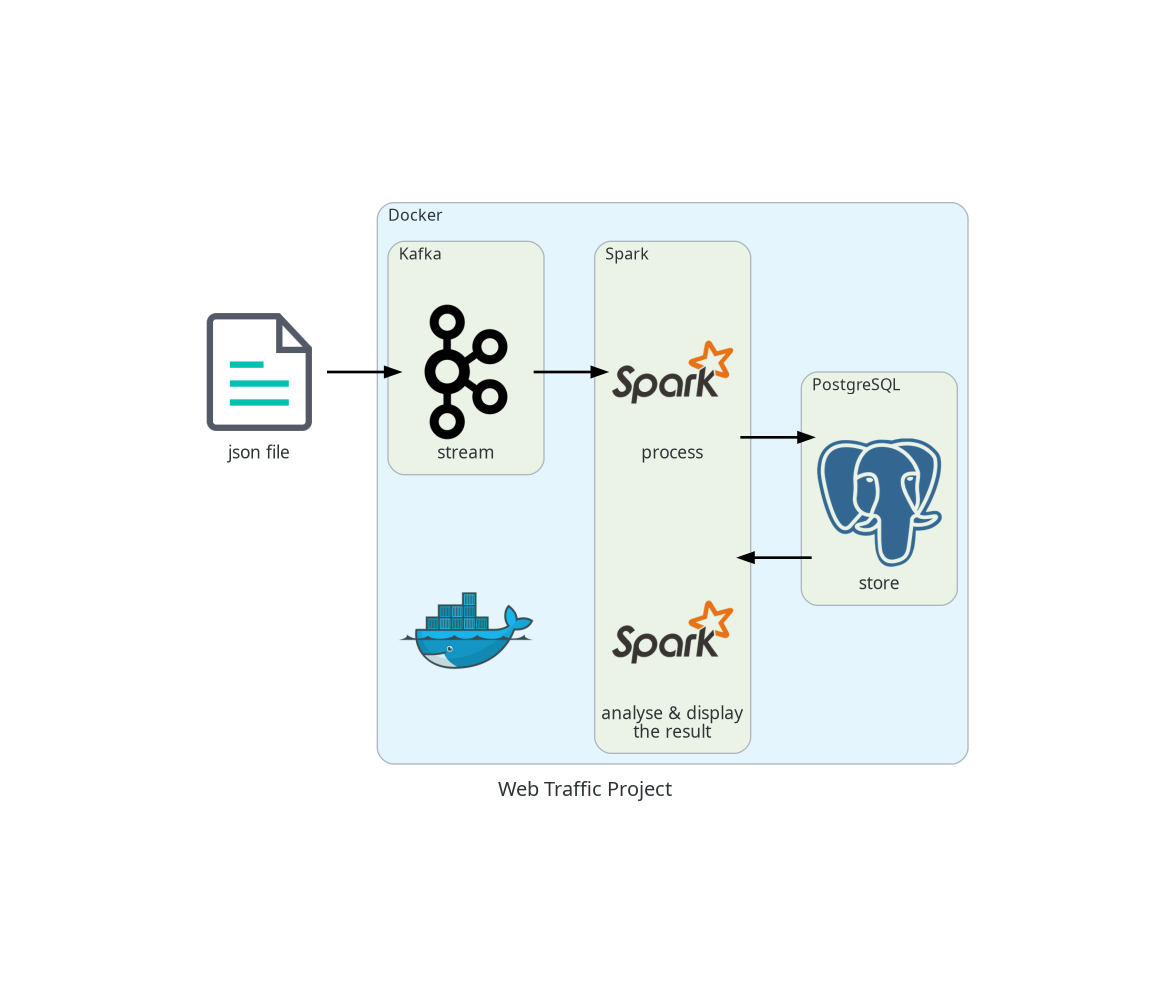 Docker
Kafka
Spark
Spark
PostgreSQL
json file
stream
process
store
Spark
analyse & display
the result
Web Traffic Project